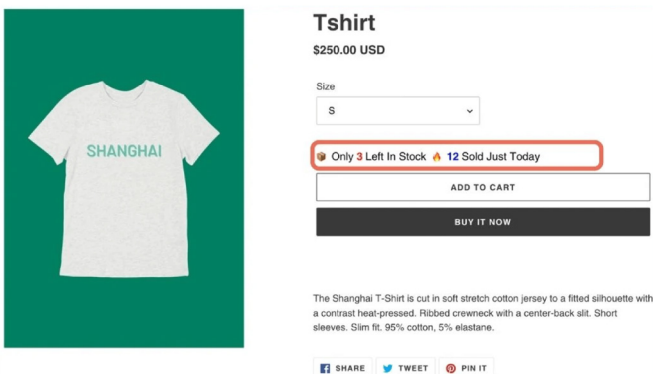 SHANGHAI
Tshirt
$250.00 USD
Size
S
Only 3 Left In Stock 🔥 12 Sold Just Today
ADD TO CART
BUY IT NOW
The Shanghai T-Shirt is cut in soft stretch cotton jersey to a fitted silhouette with
a contrast heat-pressed. Ribbed crewneck with a center-back slit. Short
sleeves. Slim fit. 95% cotton, 5% elastane.
SHARE TWEET PIN IT